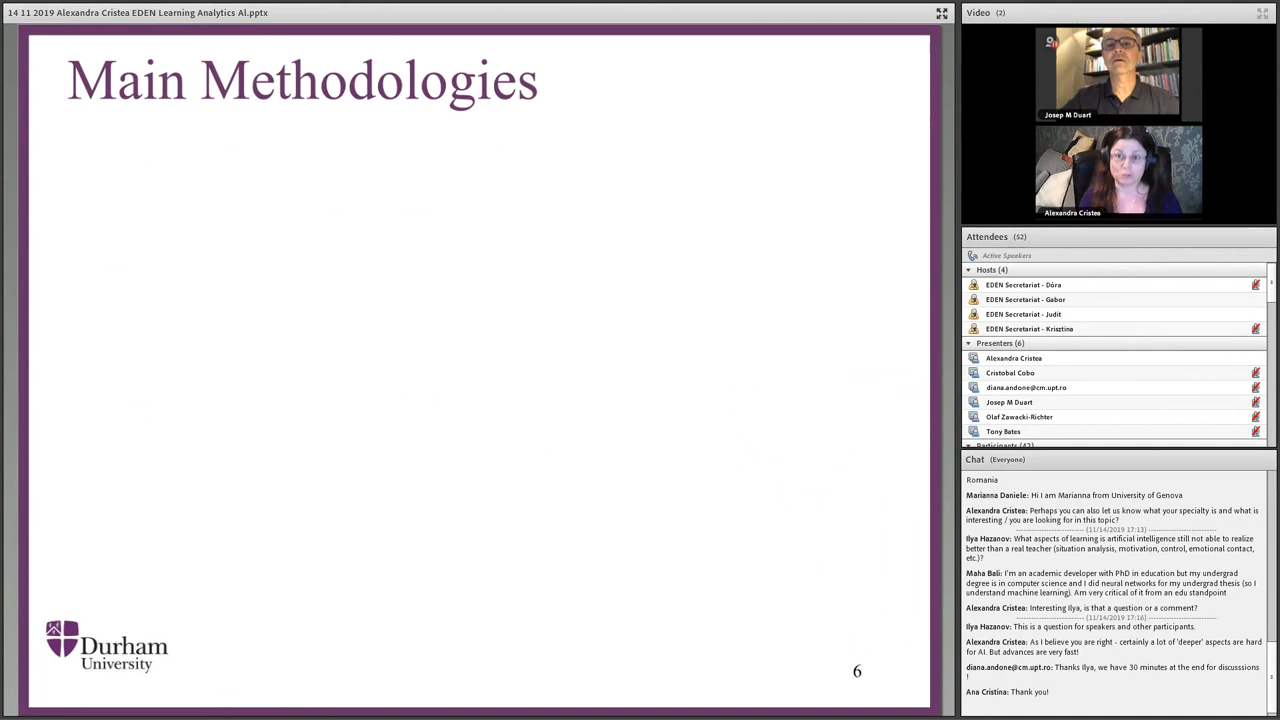 14 11 2019 Alexandra Cristea EDEN Learning Analytics AI.pptx
Main Methodologies
Durham
University
6
Video (2)
Josep M Duart
Alexandra Cristea
Attendees (52)
Active Speakers
Hosts (4)
EDEN Secretariat - Dóra
EDEN Secretariat - Gabor
EDEN Secretariat - Judit
EDEN Secretariat - Krisztina
Presenters (6)
Alexandra Cristea
Cristobal Cobo
diana.andone@cm.upt.ro
Josep M Duart
Olaf Zawacki-Richter
Tony Bates
Participants (42)
Chat (Everyone)
Romania
Marianna Daniele: Hi I am Marianna from University of Genova
Alexandra Cristea: Perhaps you can also let us know what your specialty is and what is
interesting / you are looking for in this topic?
------------------ (11/14/2019 17:13) ------------------
Ilya Hazanov: What aspects of learning is artificial intelligence still not able to realize
better than a real teacher (situation analysis, motivation, control, emotional contact,
etc.)?
Maha Bali: I'm an academic developer with PhD in education but my undergrad
degree is in computer science and I did neural networks for my undergrad thesis (so I
understand machine learning). Am very critical of it from an edu standpoint
Alexandra Cristea: Interesting Ilya, is that a question or a comment?
------------------ (11/14/2019 17:16) ------------------
Ilya Hazanov: This is a question for speakers and other participants.
Alexandra Cristea: As I believe you are right - certainly a lot of 'deeper' aspects are hard
for AI. But advances are very fast!
diana.andone@cm.upt.ro: Thanks Ilya, we have 30 minutes at the end for discusssions
!
Ana Cristina: Thank you!